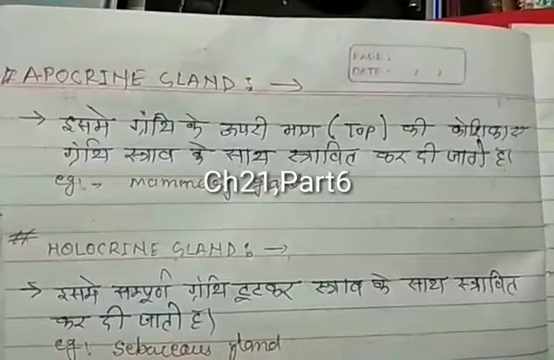 PAGE:
DATE: / /
# APOCRINE GLAND : →
→ इसमे ग्रंथि के ऊपरी भाग (TOP) की कोशिकाए
ग्रंथि स्त्राव के साथ स्त्रावित कर दी जाती है।
eg:→
Ch21,Part6
# HOLOCRINE GLAND : →
→ इसमे सम्पूर्ण ग्रंथि टूटकर स्त्राव के साथ स्त्रावित
कर दी जाती है)
eg: sebaceous gland